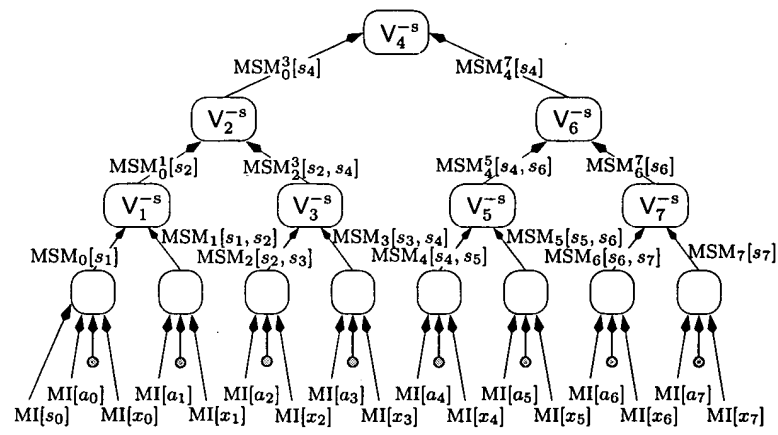 V₄⁻ˢ
MSM₀³[s₄] MSM₄⁷[s₄]
V₂⁻ˢ V₆⁻ˢ
MSM₀¹[s₂] MSM₂³[s₂, s₄] MSM₄⁵[s₄, s₆] MSM₆⁷[s₆]
V₁⁻ˢ V₃⁻ˢ V₅⁻ˢ V₇⁻ˢ
MSM₁[s₁, s₂] MSM₃[s₃, s₄] MSM₅[s₅, s₆]
MSM₀[s₁} MSM₂[s₂, s₃} MSM₄[s₄, s₅] MSM₆[s₆, s₇} MSM₇[s₇]
MI[a₀} MI[a₁] MI[a₂] MI[a₃] MI[a₄] MI[a₅] MI[a₆] MI[a₇]
MI[s₀] MI[x₀] MI[x₁] MI[x₂] MI[x₃] MI[x₄] MI[x₅] MI[x₆] MI[x₇]